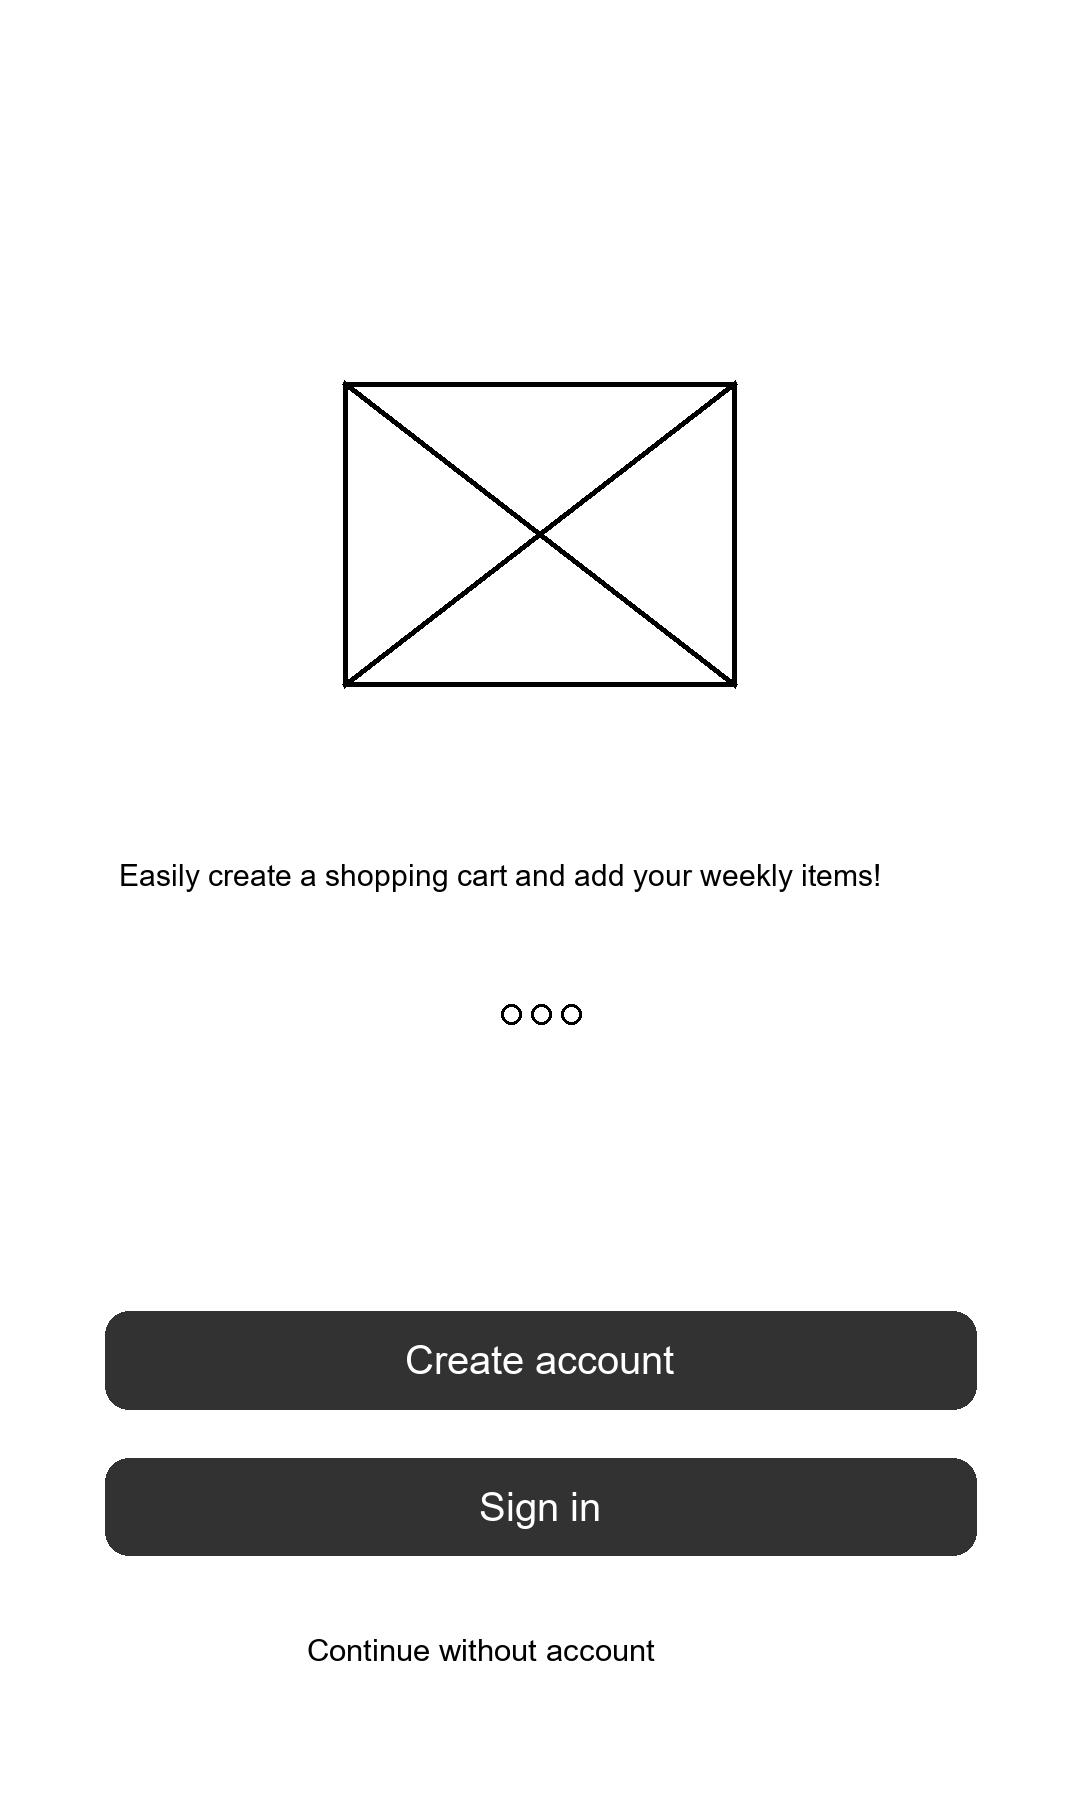 Easily create a shopping cart and add your weekly items!
Create account
Sign in
Continue without account